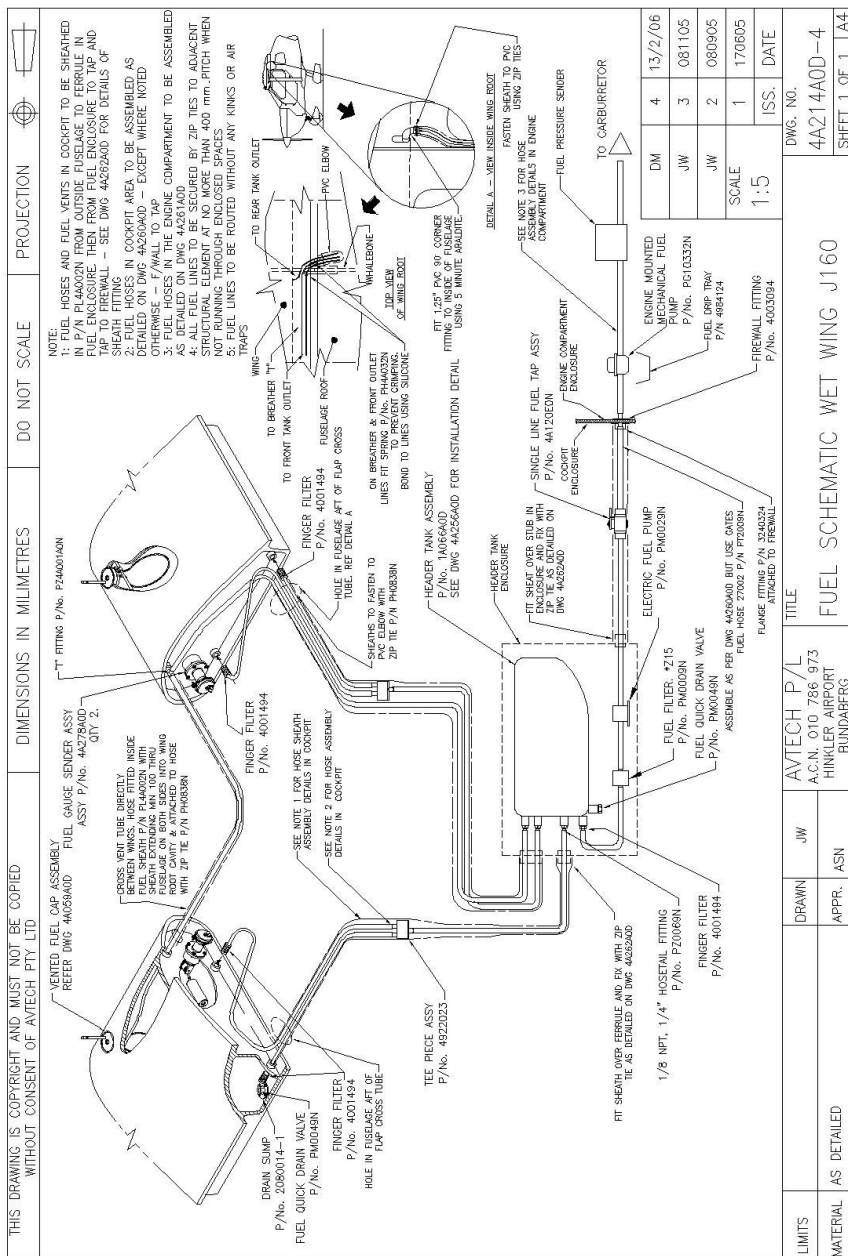 THIS DRAWING IS COPYRIGHT AND MUST NOT BE COPIED
WITHOUT CONSENT OF AVTECH PTY LTD
DIMENSIONS IN MILIMETRES
DO NOT SCALE
PROJECTION
NOTE:
1: FUEL HOSES AND FUEL VENTS IN COCKPIT TO BE SHEATHED
IN P/N PL4A002N FROM OUTSIDE FUSELAGE TO FERRULE IN
FUEL ENCLOSURE, THEN FROM FUEL ENCLOSURE TO TAP AND
TAP TO FIREWALL - SEE DWG 4A262A0D FOR DETAILS OF
SHEATH FITTING
2: FUEL HOSES IN COCKPIT AREA TO BE ASSEMBLED AS
DETAILED ON DWG 4A260A0D - EXCEPT WHERE NOTED
OTHERWISE - F/WALL TO TAP
3: FUEL HOSES IN THE ENGINE COMPARTMENT TO BE ASSEMBLED
AS DETAILED ON DWG 4A261A0D
4: ALL FUEL LINES TO BE SECURED BY ZIP TIES TO ADJACENT
STRUCTURAL ELEMENT AT NO MORE THAN 400 mm PITCH WHEN
NOT RUNNING THROUGH ENCLOSED SPACES
5: FUEL LINES TO BE ROUTED WITHOUT ANY KINKS OR AIR
TRAPS
VENTED FUEL CAP ASSEMBLY
REFER DWG 4A059A0D
FUEL GAUGE SENDER ASSY
ASSY P/No. 4A278A0D
QTY 2.
"T" FITTING P/No. PZ4A001A0N
CROSS VENT TUBE DIRECTLY
BETWEEN WINGS. HOSE FITTED INSIDE
FUEL SHEATH P/N PL4A002N WITH
SHEATH EXTENDING MIN 100 THRU
FUSELAGE ON BOTH SIDES INTO WING
ROOT CAVITY & ATTACHED TO HOSE
WITH ZIP TIE P/N PH0838N
FINGER FILTER
P/No. 4001494
FINGER FILTER
P/No. 4001494
HOLE IN FUSELAGE AFT OF FLAP CROSS
TUBE. REF DETAIL A
SHEATHS TO FASTEN TO
PVC ELBOW WITH
ZIP TIE P/N PH0838N
WING
TO BREATHER "T"
TO FRONT TANK OUTLET
FUSELAGE ROOF
TO REAR TANK OUTLET
PVC ELBOW
WHALEBONE
TOP VIEW
OF WING ROOT
ON BREATHER & FRONT OUTLET
LINES FIT SPRING P/No. PH4A032N
TO PREVENT CRIMPING.
BOND TO LINES USING SILICONE
FIT 1.25" PVC 90° CORNER
FITTING TO INSIDE OF FUSELAGE
USING 5 MINUTE ARALDITE.
DETAIL A - VIEW INSIDE WING ROOT
FASTEN SHEATH TO PVC
USING ZIP TIES
DRAIN SUMP
P/No. 2080014-1
FUEL QUICK DRAIN VALVE
P/No. PM0049N
FINGER FILTER
P/No. 4001494
HOLE IN FUSELAGE AFT OF
FLAP CROSS TUBE
SEE NOTE 1 FOR HOSE SHEATH
ASSEMBLY DETAILS IN COCKPIT
SEE NOTE 2 FOR HOSE ASSEMBLY
DETAILS IN COCKPIT
TEE PIECE ASSY
P/No. 4922023
HEADER TANK ASSEMBLY
P/No. 1A066A0D
SEE DWG 4A256A0D FOR INSTALLATION DETAIL
HEADER TANK
ENCLOSURE
FIT SHEAT OVER STUB IN
ENCLOSURE AND FIX WITH
ZIP TIE AS DETAILED ON
DWG 4A262A0D
SINGLE LINE FUEL TAP ASSY
P/No. 4A120E0N
COCKPIT
ENCLOSURE
ENGINE COMPARTMENT
ENCLOSURE
SEE NOTE 3 FOR HOSE
ASSEMBLY DETAILS IN ENGINE
COMPARTMENT
FUEL PRESSURE SENDER
TO CARBURRETOR
ENGINE MOUNTED
MECHANICAL FUEL
PUMP
P/No. PG10332N
FUEL DRIP TRAY
P/N 4984124
FIREWALL FITTING
P/No. 4003094
FIT SHEATH OVER FERRULE AND FIX WITH ZIP
TIE AS DETAILED ON DWG 4A262A0D
1/8 NPT, 1/4" HOSETAIL FITTING
P/No. PZ0069N
FINGER FILTER
P/No. 4001494
FUEL FILTER. *Z15
P/No. PM0009N
FUEL QUICK DRAIN VALVE
P/No. PM0049N
ELECTRIC FUEL PUMP
P/No. PM0029N
ASSEMBLE AS PER DWG 4A260A0D BUT USE GATES
FUEL HOSE 27002 P/N PI2009N
FLANGE FITTING P/N 3240324
ATTACHED TO FIREWALL
DM 4 13/2/06
JW 3 081105
JW 2 080905
1 170605
SCALE
1:5
ISS. DATE
LIMITS
MATERIAL AS DETAILED
DRAWN JW
APPR. ASN
AVTECH P/L
A.C.N. 010 786 973
HINKLER AIRPORT
BUNDABERG
TITLE
FUEL SCHEMATIC WET WING J160
DWG. NO.
4A214A0D-4
SHEET 1 OF 1 A4